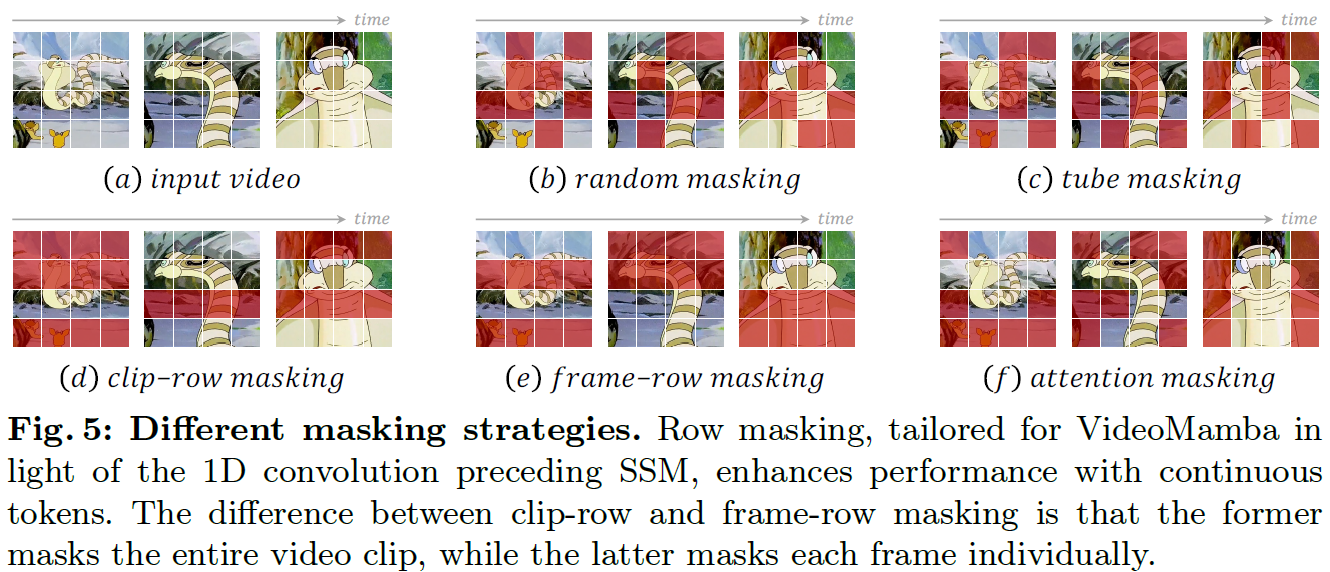 time time time
(a) input video (b) random masking (c) tube masking
time time time
(d) clip–row masking (e) frame–row masking (f) attention masking
Fig. 5: Different masking strategies. Row masking, tailored for VideoMamba in
light of the 1D convolution preceding SSM, enhances performance with continuous
tokens. The difference between clip-row and frame-row masking is that the former
masks the entire video clip, while the latter masks each frame individually.